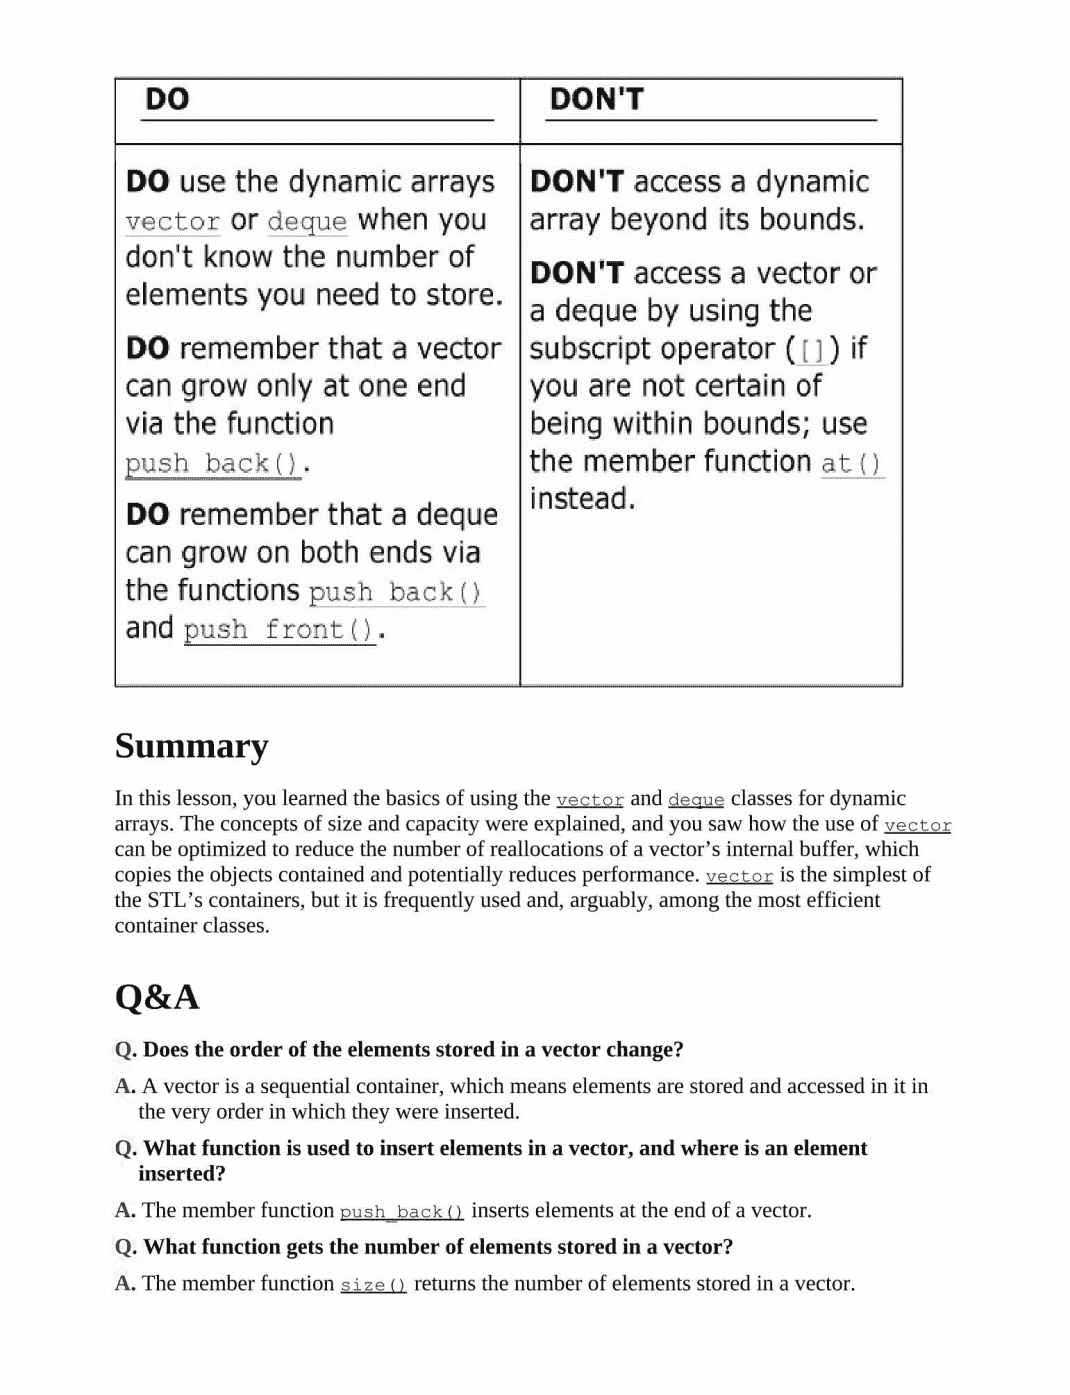 DO
DON'T
DO use the dynamic arrays
vector or deque when you
don't know the number of
elements you need to store.
DO remember that a vector
can grow only at one end
via the function
push_back().
DO remember that a deque
can grow on both ends via
the functions push_back()
and push_front().
DON'T access a dynamic
array beyond its bounds.
DON'T access a vector or
a deque by using the
subscript operator ([]) if
you are not certain of
being within bounds; use
the member function at()
instead.
Summary
In this lesson, you learned the basics of using the vector and deque classes for dynamic
arrays. The concepts of size and capacity were explained, and you saw how the use of vector
can be optimized to reduce the number of reallocations of a vector’s internal buffer, which
copies the objects contained and potentially reduces performance. vector is the simplest of
the STL’s containers, but it is frequently used and, arguably, among the most efficient
container classes.
Q&A
Q. Does the order of the elements stored in a vector change?
A. A vector is a sequential container, which means elements are stored and accessed in it in
the very order in which they were inserted.
Q. What function is used to insert elements in a vector, and where is an element
inserted?
A. The member function push_back() inserts elements at the end of a vector.
Q. What function gets the number of elements stored in a vector?
A. The member function size() returns the number of elements stored in a vector.